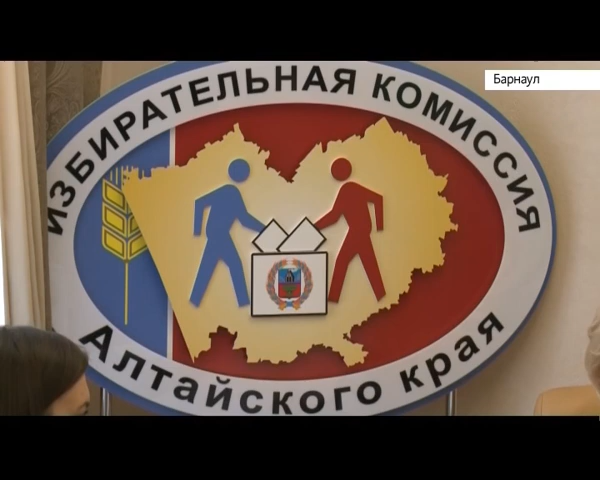 Барнаул
ИЗБИРАТЕЛЬНАЯ КОМИССИЯ
Алтайского края